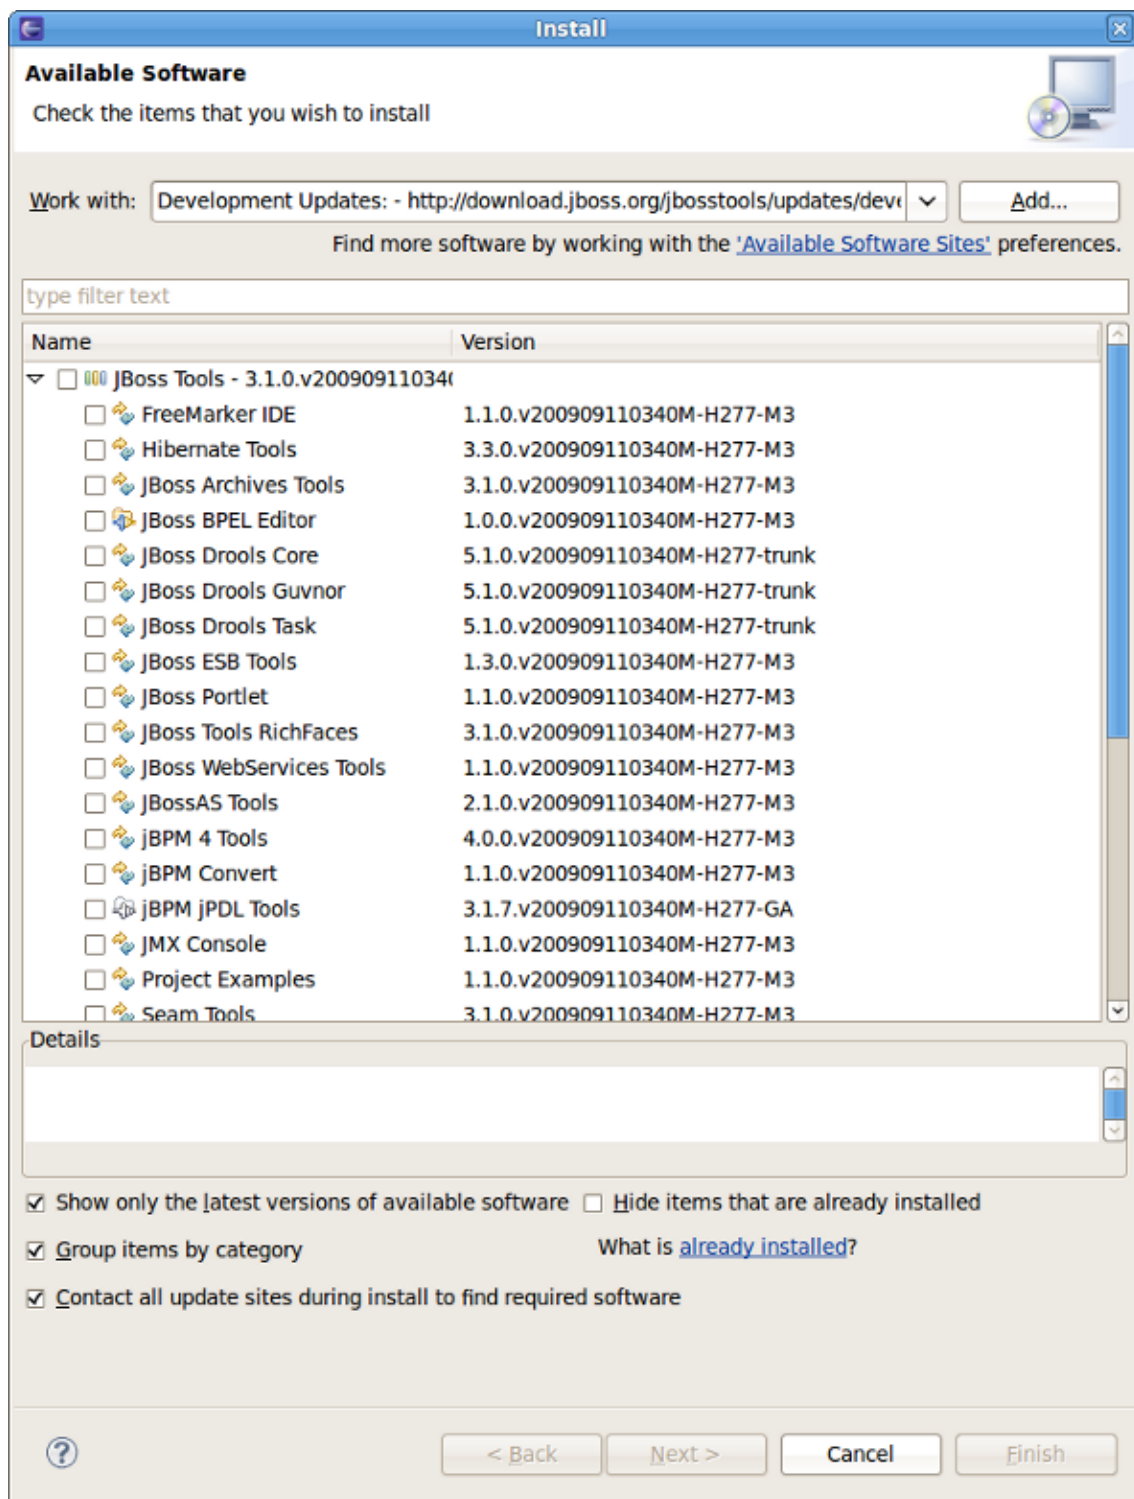 Install
Available Software
Check the items that you wish to install
Work with: Development Updates: - http://download.jboss.org/jbosstools/updates/deve Add...
Find more software by working with the 'Available Software Sites' preferences.
type filter text
Name Version
JBoss Tools - 3.1.0.v20090911034
FreeMarker IDE 1.1.0.v200909110340M-H277-M3
Hibernate Tools 3.3.0.v200909110340M-H277-M3
JBoss Archives Tools 3.1.0.v200909110340M-H277-M3
JBoss BPEL Editor 1.0.0.v200909110340M-H277-M3
JBoss Drools Core 5.1.0.v200909110340M-H277-trunk
JBoss Drools Guvnor 5.1.0.v200909110340M-H277-trunk
JBoss Drools Task 5.1.0.v200909110340M-H277-trunk
JBoss ESB Tools 1.3.0.v200909110340M-H277-M3
JBoss Portlet 1.1.0.v200909110340M-H277-M3
JBoss Tools RichFaces 3.1.0.v200909110340M-H277-M3
JBoss WebServices Tools 1.1.0.v200909110340M-H277-M3
JBossAS Tools 2.1.0.v200909110340M-H277-M3
jBPM 4 Tools 4.0.0.v200909110340M-H277-M3
jBPM Convert 1.1.0.v200909110340M-H277-M3
jBPM jPDL Tools 3.1.7.v200909110340M-H277-GA
JMX Console 1.1.0.v200909110340M-H277-M3
Project Examples 1.1.0.v200909110340M-H277-M3
Seam Tools 3.1.0.v200909110340M-H277-M3
Details
Show only the latest versions of available software Hide items that are already installed
Group items by category What is already installed?
Contact all update sites during install to find required software
? < Back Next > Cancel Finish